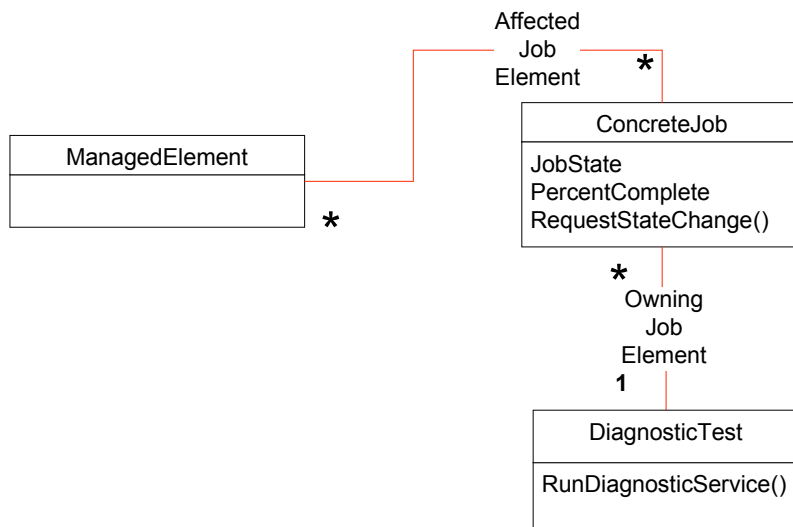 Affected
Job
Element
*
ConcreteJob
JobState
PercentComplete
RequestStateChange()
ManagedElement
*
*
Owning
Job
Element
1
DiagnosticTest
RunDiagnosticService()